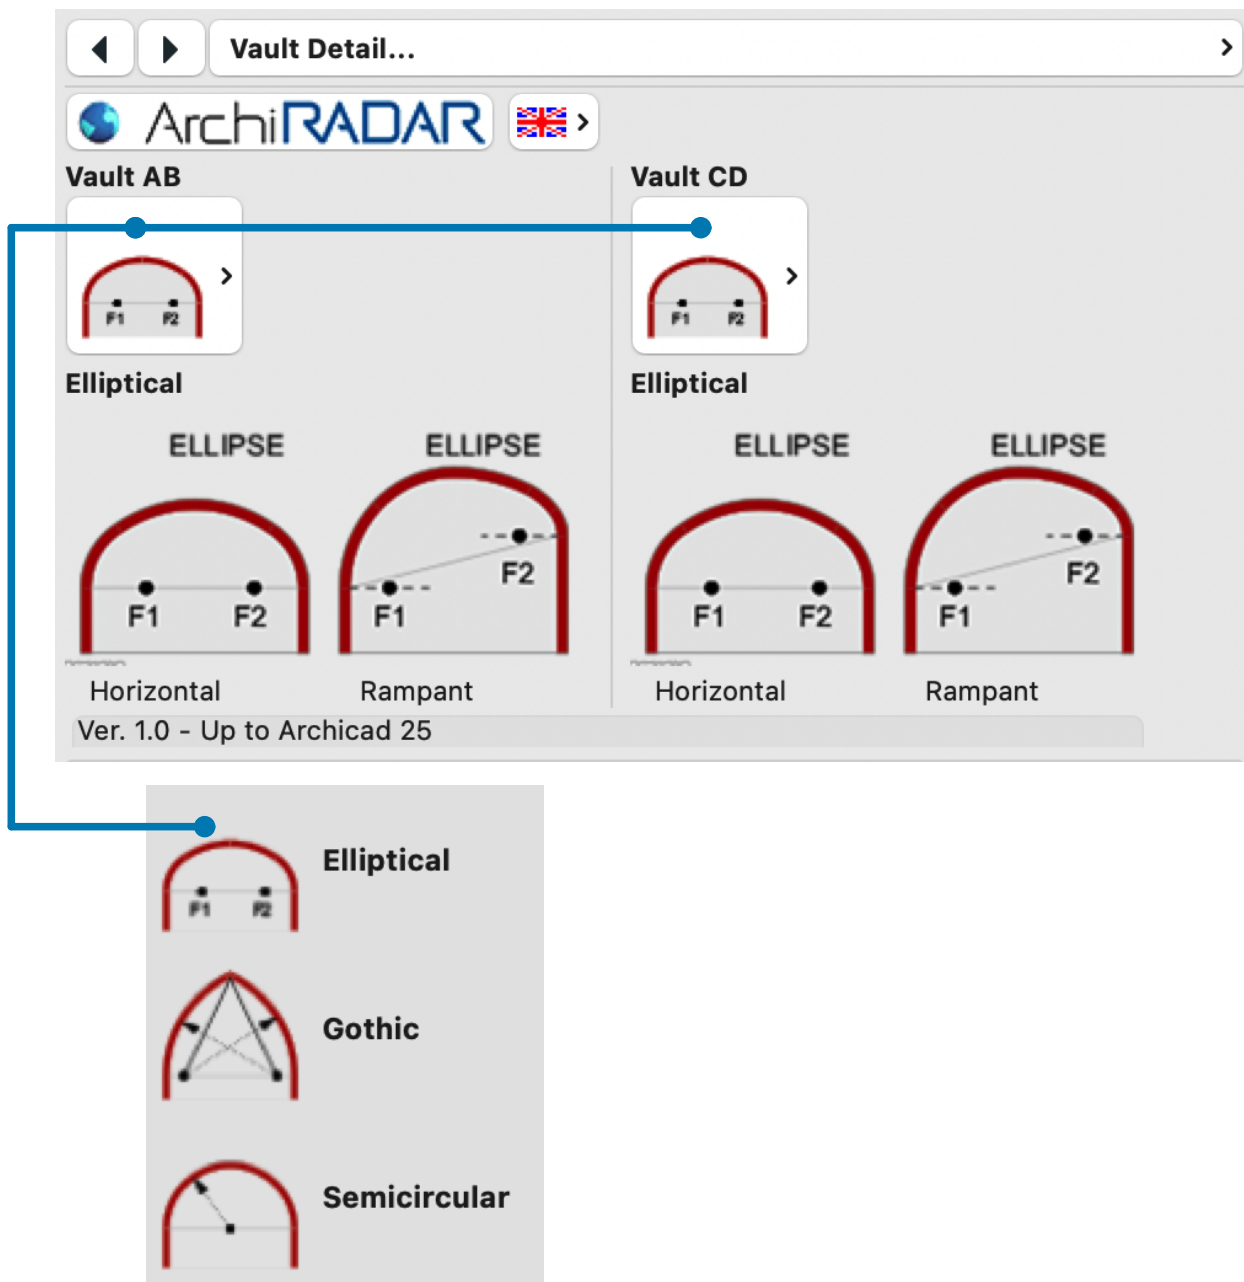 Vault Detail...
ArchiRADAR
Vault AB
Vault CD
F1 F2
F1 F2
Elliptical
Elliptical
ELLIPSE ELLIPSE
ELLIPSE ELLIPSE
F2
F2
F1 F2 F1
F1 F2 F1
Horizontal Rampant
Horizontal Rampant
Ver. 1.0 - Up to Archicad 25
Elliptical
F1 F2
Gothic
Semicircular